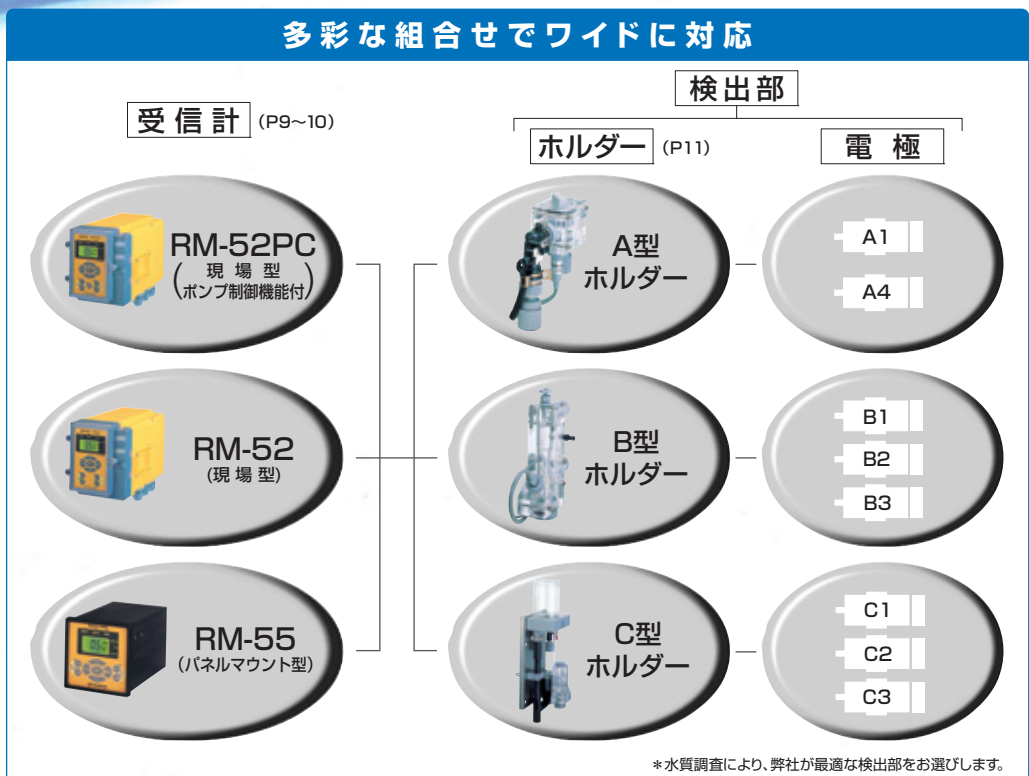 多彩な組合せでワイドに対応
検出部
受信計 (P9~10)
ホルダー (P11)
電極
RM-52PC
(現場型
ポンプ制御機能付)
A型
ホルダー
A1
A4
RM-52
(現場型)
B型
ホルダー
B1
B2
B3
RM-55
(パネルマウント型)
C型
ホルダー
C1
C2
C3
*水質調査により、弊社が最適な検出部をお選びします。